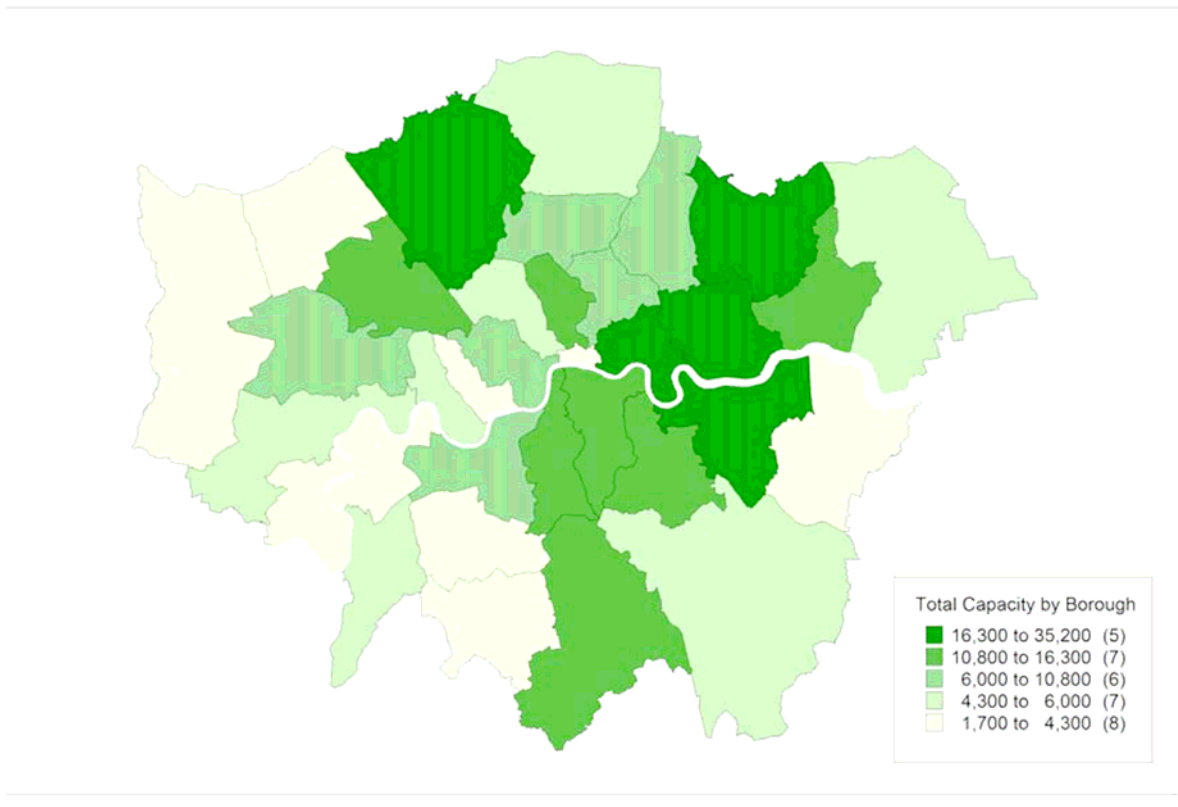 Total Capacity by Borough
16,300 to 35,200 (5)
10,800 to 16,300 (7)
6,000 to 10,800 (6)
4,300 to 6,000 (7)
1,700 to 4,300 (8)